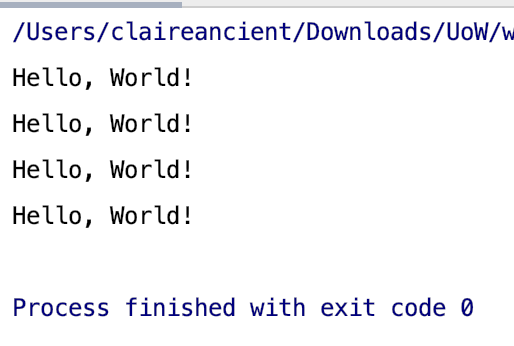 /Users/claireancient/Downloads/UoW/w
Hello, World!
Hello, World!
Hello, World!
Hello, World!
Process finished with exit code 0